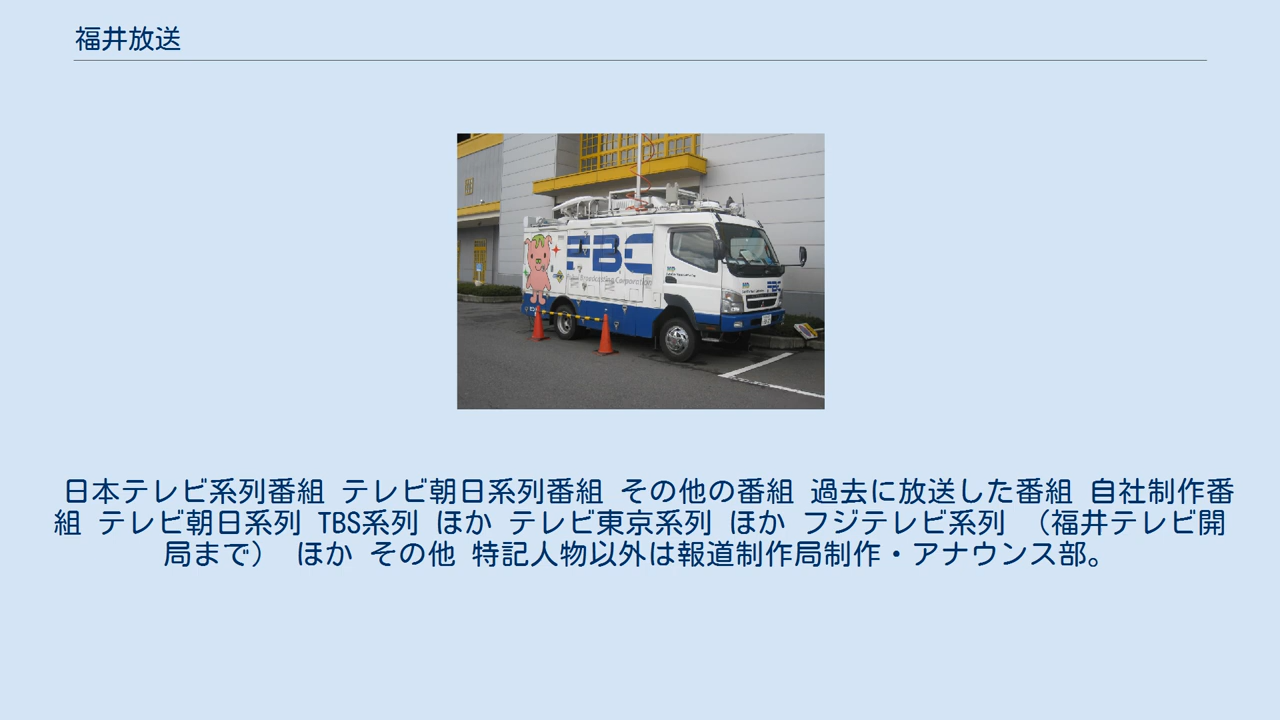 福井放送
FBC
Broadcasting Corporation
FBC
日本テレビ系列番組 テレビ朝日系列番組 その他の番組 過去に放送した番組 自社制作番
組 テレビ朝日系列 TBS系列 ほか テレビ東京系列 ほか フジテレビ系列 （福井テレビ開
局まで） ほか その他 特記人物以外は報道制作局制作・アナウンス部。